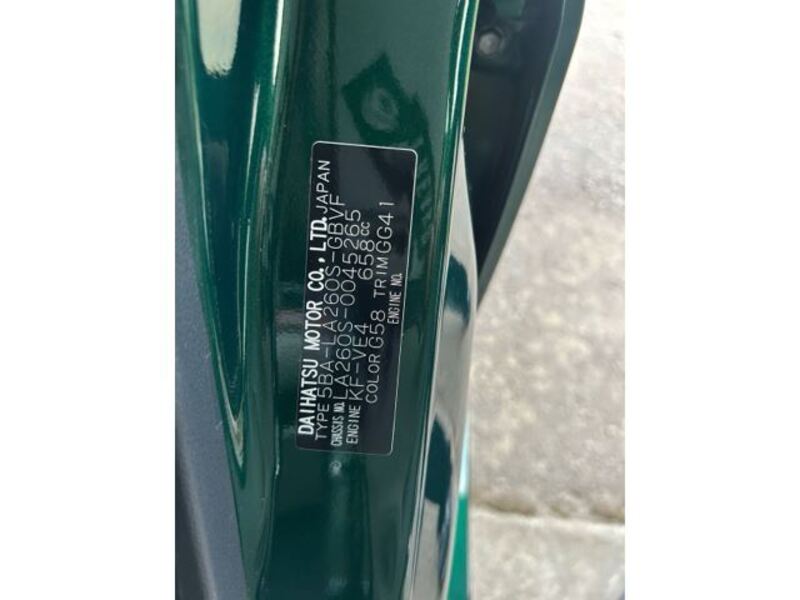 DAIHATSU MOTOR CO., LTD. JAPAN
TYPE 5BA-LA260S-GBVF
CHASSIS NO. LA260S-0045265
ENGINE KF-VE4 658cc
COLOR G58 TRIM GG41
ENGINE NO.